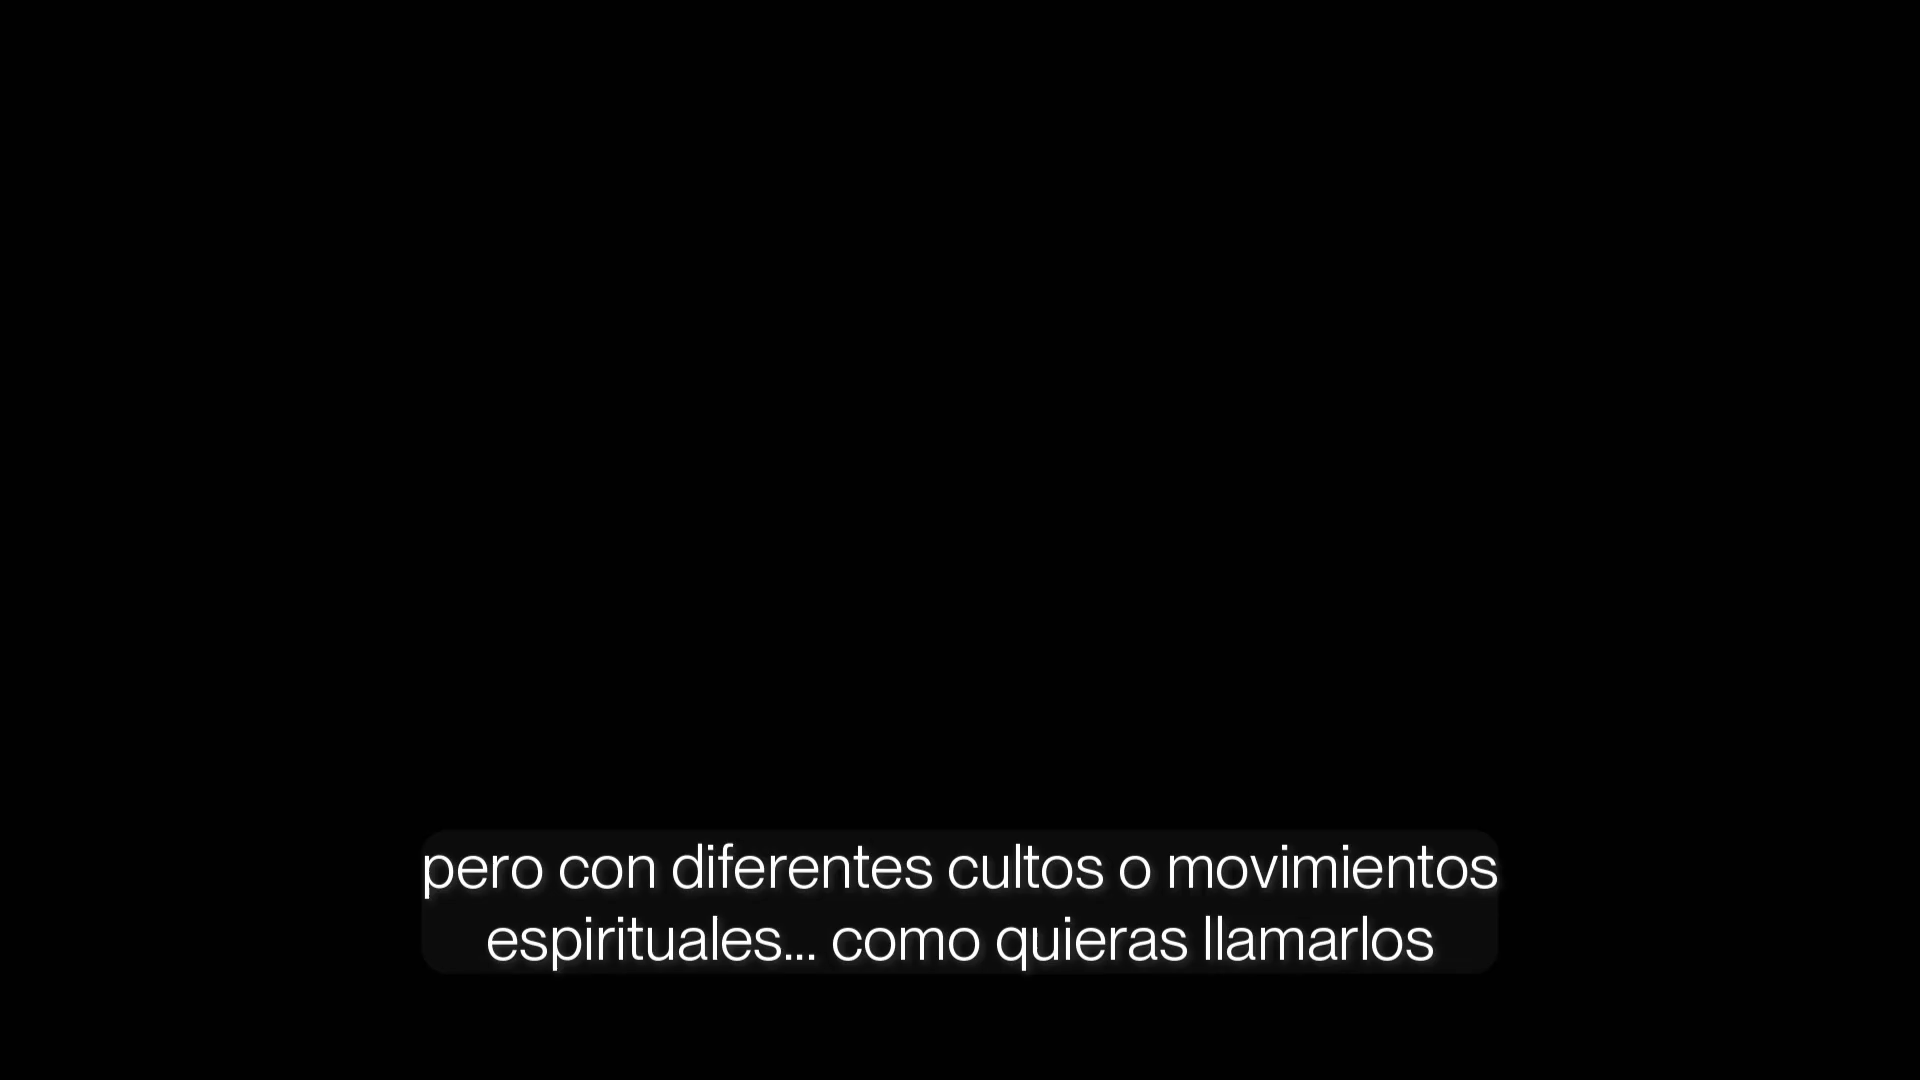 pero con diferentes cultos o movimientos
espirituales... como quieras llamarlos